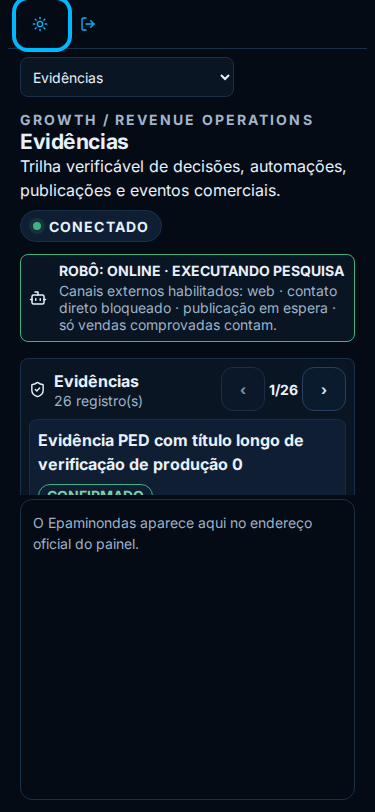 Evidências
GROWTH / REVENUE OPERATIONS
Evidências
Trilha verificável de decisões, automações,
publicações e eventos comerciais.
CONECTADO
ROBÔ: ONLINE · EXECUTANDO PESQUISA
Canais externos habilitados: web · contato
direto bloqueado · publicação em espera ·
só vendas comprovadas contam.
Evidências
26 registro(s)
‹ 1/26 ›
Evidência PED com título longo de
verificação de produção 0
CONFIRMADO
O Epaminondas aparece aqui no endereço
oficial do painel.